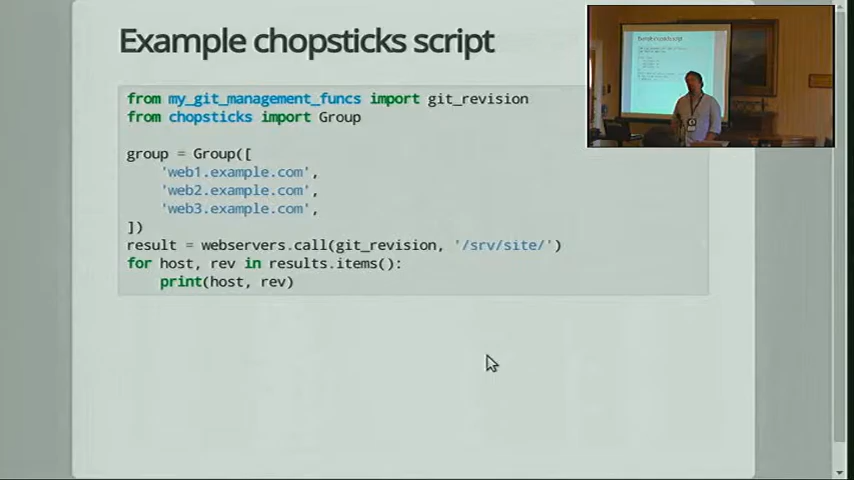 Example chopsticks script
from my_git_management_funcs import git_revision
from chopsticks import Group
group = Group([
'web1.example.com',
'web2.example.com',
'web3.example.com',
])
result = webservers.call(git_revision, '/srv/site/')
for host, rev in results.items():
print(host, rev)